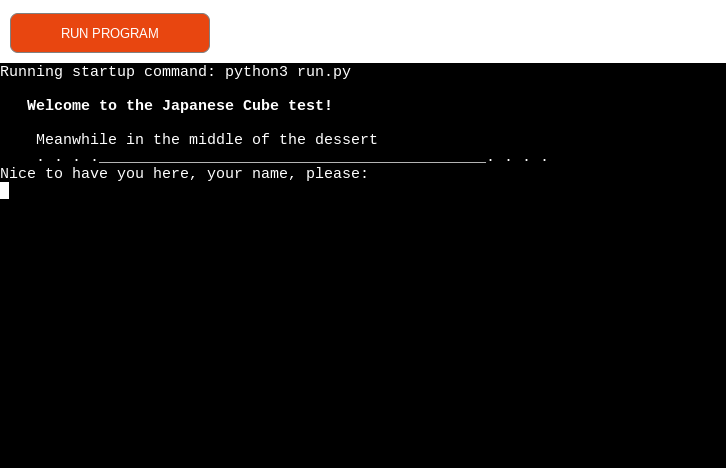 RUN PROGRAM
Running startup command: python3 run.py
Welcome to the Japanese Cube test!
Meanwhile in the middle of the dessert
. . . .___________________________________________. . . .
Nice to have you here, your name, please: